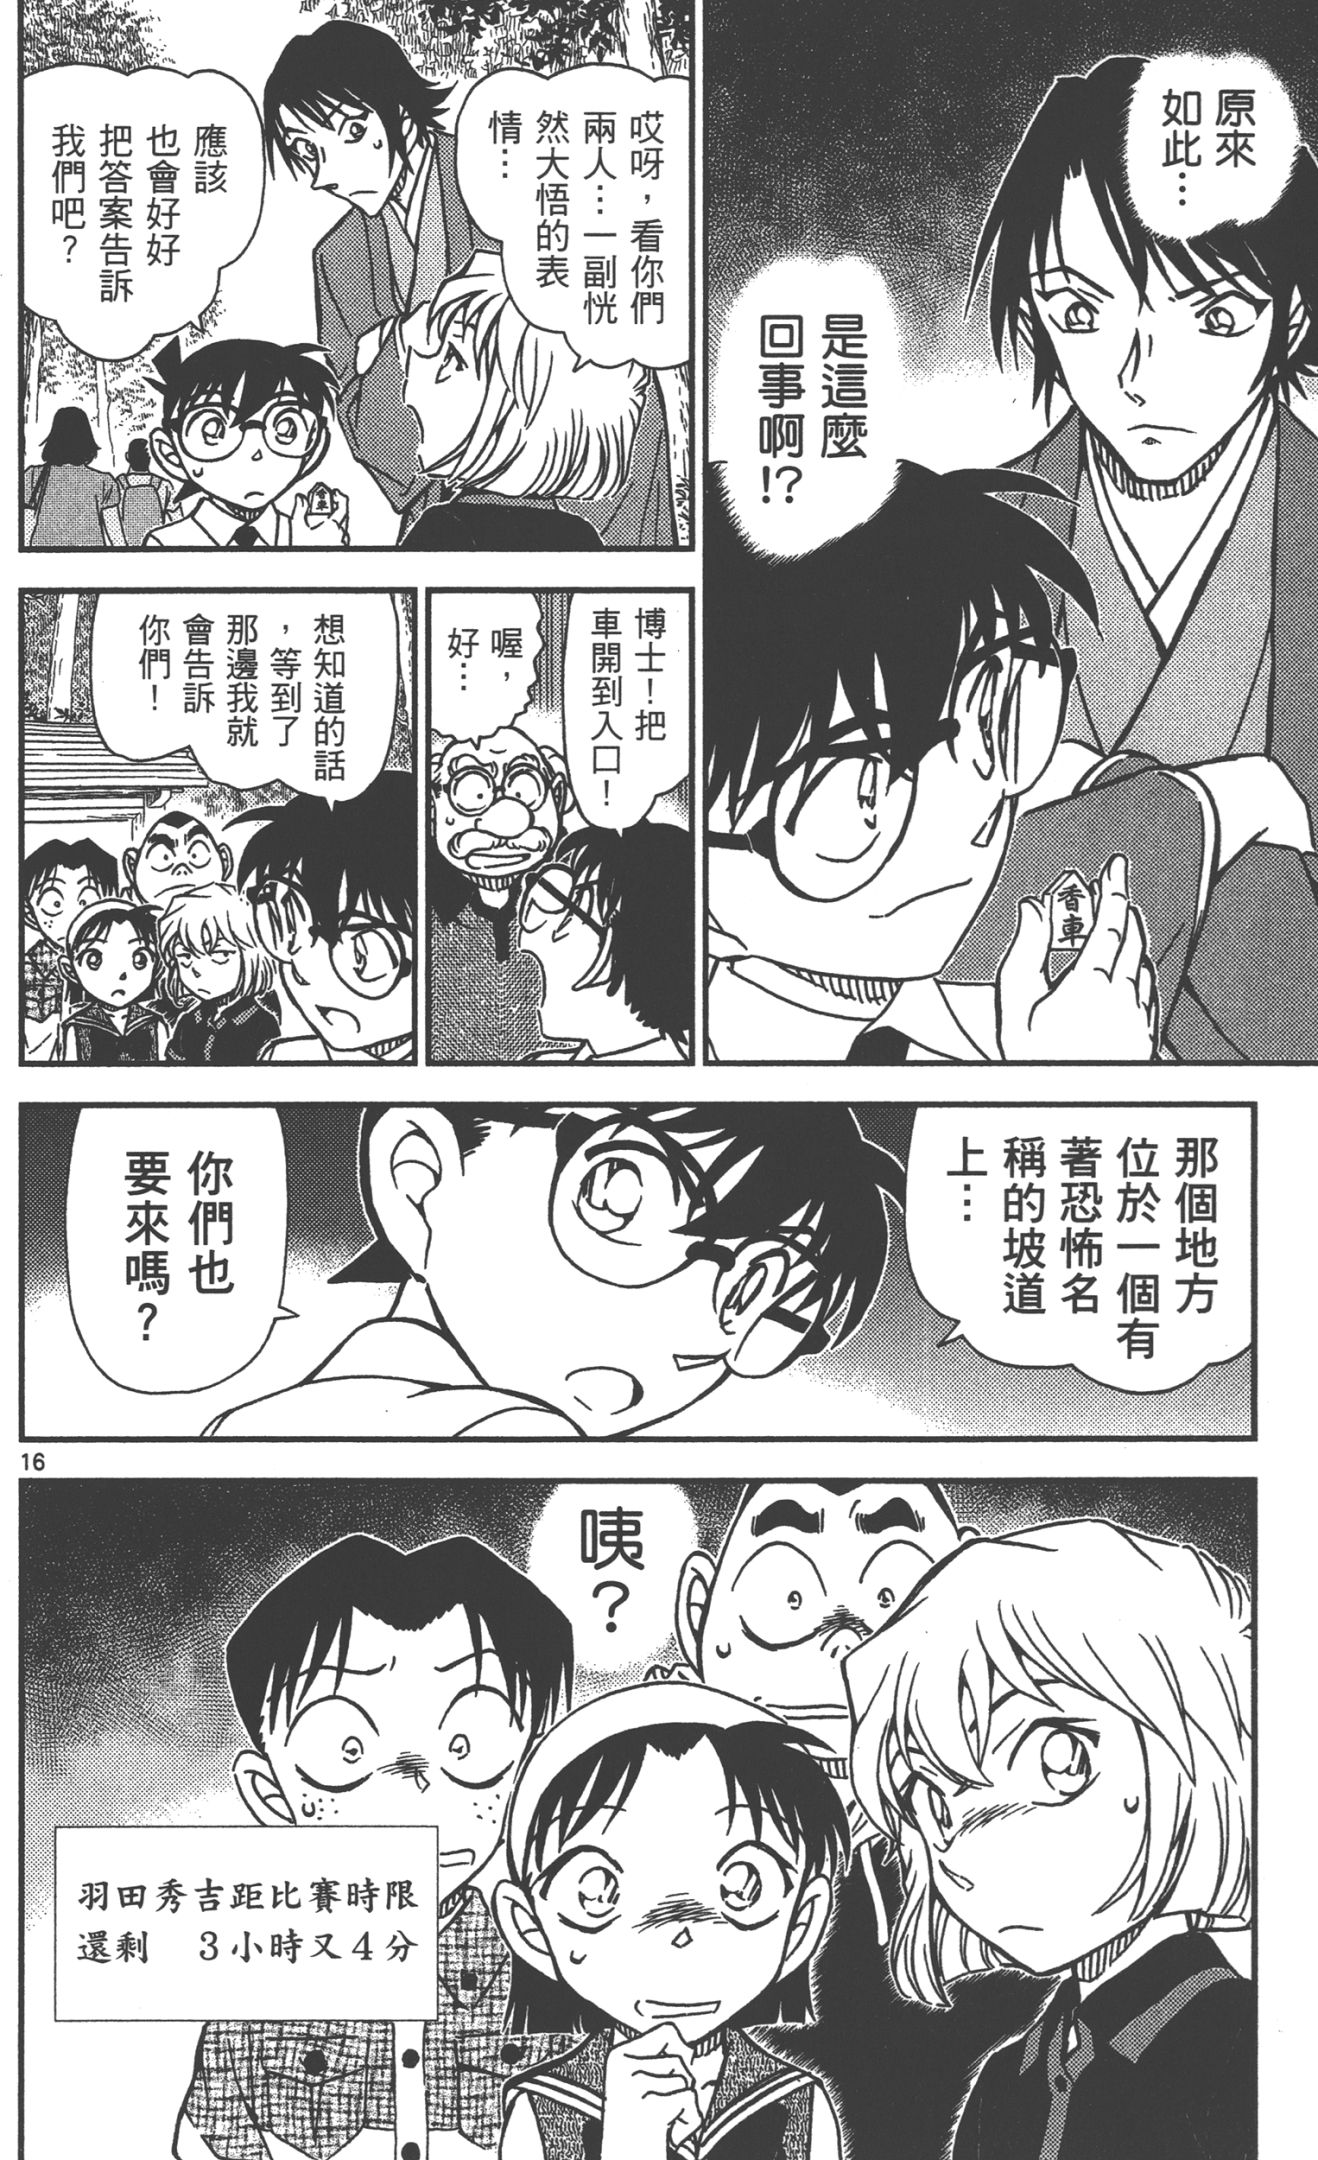 原來
如此…
是這麼
回事啊!?
香車
哎呀，看你們
兩人…一副恍
然大悟的表
情…
應該
也會好好
把答案告訴
我們吧？
香車
博士！把
車開到入口！
喔，
好…
想知道的話
，等到了
那邊我就
會告訴
你們！
那個地方
位於一個有
著恐怖名
稱的坡道
上…
你們也
要來嗎？
16
咦？
羽田秀吉距比賽時限
還剩　3小時又4分